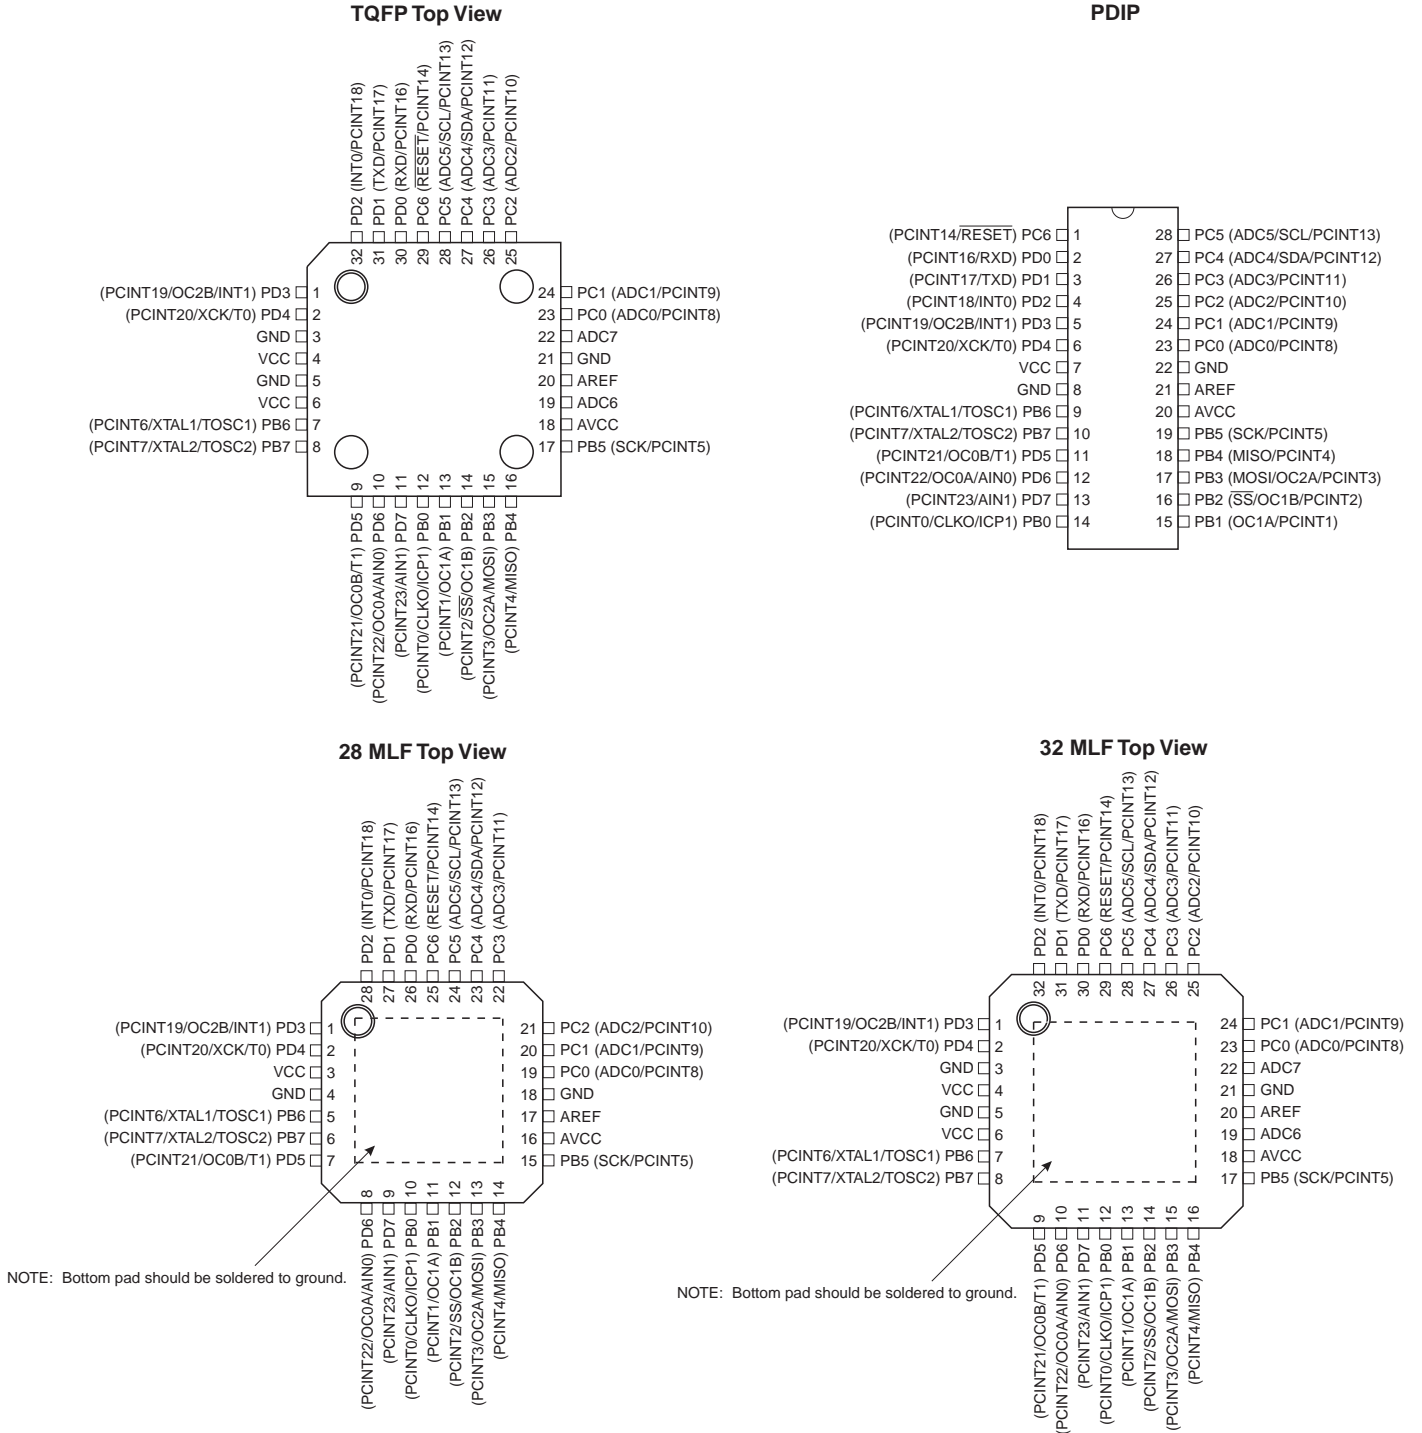 TQFP Top View
PD2 (INT0/PCINT18)
PD1 (TXD/PCINT17)
PD0 (RXD/PCINT16)
PC6 (RESET/PCINT14)
PC5 (ADC5/SCL/PCINT13)
PC4 (ADC4/SDA/PCINT12)
PC3 (ADC3/PCINT11)
PC2 (ADC2/PCINT10)
32 31 30 29 28 27 26 25
(PCINT19/OC2B/INT1) PD3 1
(PCINT20/XCK/T0) PD4 2
GND 3
VCC 4
GND 5
VCC 6
(PCINT6/XTAL1/TOSC1) PB6 7
(PCINT7/XTAL2/TOSC2) PB7 8
24 PC1 (ADC1/PCINT9)
23 PC0 (ADC0/PCINT8)
22 ADC7
21 GND
20 AREF
19 ADC6
18 AVCC
17 PB5 (SCK/PCINT5)
9 10 11 12 13 14 15 16
(PCINT21/OC0B/T1) PD5
(PCINT22/OC0A/AIN0) PD6
(PCINT23/AIN1) PD7
(PCINT0/CLKO/ICP1) PB0
(PCINT1/OC1A) PB1
(PCINT2/SS/OC1B) PB2
(PCINT3/OC2A/MOSI) PB3
(PCINT4/MISO) PB4
PDIP
(PCINT14/RESET) PC6 1
(PCINT16/RXD) PD0 2
(PCINT17/TXD) PD1 3
(PCINT18/INT0) PD2 4
(PCINT19/OC2B/INT1) PD3 5
(PCINT20/XCK/T0) PD4 6
VCC 7
GND 8
(PCINT6/XTAL1/TOSC1) PB6 9
(PCINT7/XTAL2/TOSC2) PB7 10
(PCINT21/OC0B/T1) PD5 11
(PCINT22/OC0A/AIN0) PD6 12
(PCINT23/AIN1) PD7 13
(PCINT0/CLKO/ICP1) PB0 14
28 PC5 (ADC5/SCL/PCINT13)
27 PC4 (ADC4/SDA/PCINT12)
26 PC3 (ADC3/PCINT11)
25 PC2 (ADC2/PCINT10)
24 PC1 (ADC1/PCINT9)
23 PC0 (ADC0/PCINT8)
22 GND
21 AREF
20 AVCC
19 PB5 (SCK/PCINT5)
18 PB4 (MISO/PCINT4)
17 PB3 (MOSI/OC2A/PCINT3)
16 PB2 (SS/OC1B/PCINT2)
15 PB1 (OC1A/PCINT1)
28 MLF Top View
PD2 (INT0/PCINT18)
PD1 (TXD/PCINT17)
PD0 (RXD/PCINT16)
PC6 (RESET/PCINT14)
PC5 (ADC5/SCL/PCINT13)
PC4 (ADC4/SDA/PCINT12)
PC3 (ADC3/PCINT11)
28 27 26 25 24 23 22
(PCINT19/OC2B/INT1) PD3 1
(PCINT20/XCK/T0) PD4 2
VCC 3
GND 4
(PCINT6/XTAL1/TOSC1) PB6 5
(PCINT7/XTAL2/TOSC2) PB7 6
(PCINT21/OC0B/T1) PD5 7
21 PC2 (ADC2/PCINT10)
20 PC1 (ADC1/PCINT9)
19 PC0 (ADC0/PCINT8)
18 GND
17 AREF
16 AVCC
15 PB5 (SCK/PCINT5)
8 9 10 11 12 13 14
(PCINT22/OC0A/AIN0) PD6
(PCINT23/AIN1) PD7
(PCINT0/CLKO/ICP1) PB0
(PCINT1/OC1A) PB1
(PCINT2/SS/OC1B) PB2
(PCINT3/OC2A/MOSI) PB3
(PCINT4/MISO) PB4
NOTE: Bottom pad should be soldered to ground.
32 MLF Top View
PD2 (INT0/PCINT18)
PD1 (TXD/PCINT17)
PD0 (RXD/PCINT16)
PC6 (RESET/PCINT14)
PC5 (ADC5/SCL/PCINT13)
PC4 (ADC4/SDA/PCINT12)
PC3 (ADC3/PCINT11)
PC2 (ADC2/PCINT10)
32 31 30 29 28 27 26 25
(PCINT19/OC2B/INT1) PD3 1
(PCINT20/XCK/T0) PD4 2
GND 3
VCC 4
GND 5
VCC 6
(PCINT6/XTAL1/TOSC1) PB6 7
(PCINT7/XTAL2/TOSC2) PB7 8
24 PC1 (ADC1/PCINT9)
23 PC0 (ADC0/PCINT8)
22 ADC7
21 GND
20 AREF
19 ADC6
18 AVCC
17 PB5 (SCK/PCINT5)
9 10 11 12 13 14 15 16
(PCINT21/OC0B/T1) PD5
(PCINT22/OC0A/AIN0) PD6
(PCINT23/AIN1) PD7
(PCINT0/CLKO/ICP1) PB0
(PCINT1/OC1A) PB1
(PCINT2/SS/OC1B) PB2
(PCINT3/OC2A/MOSI) PB3
(PCINT4/MISO) PB4
NOTE: Bottom pad should be soldered to ground.